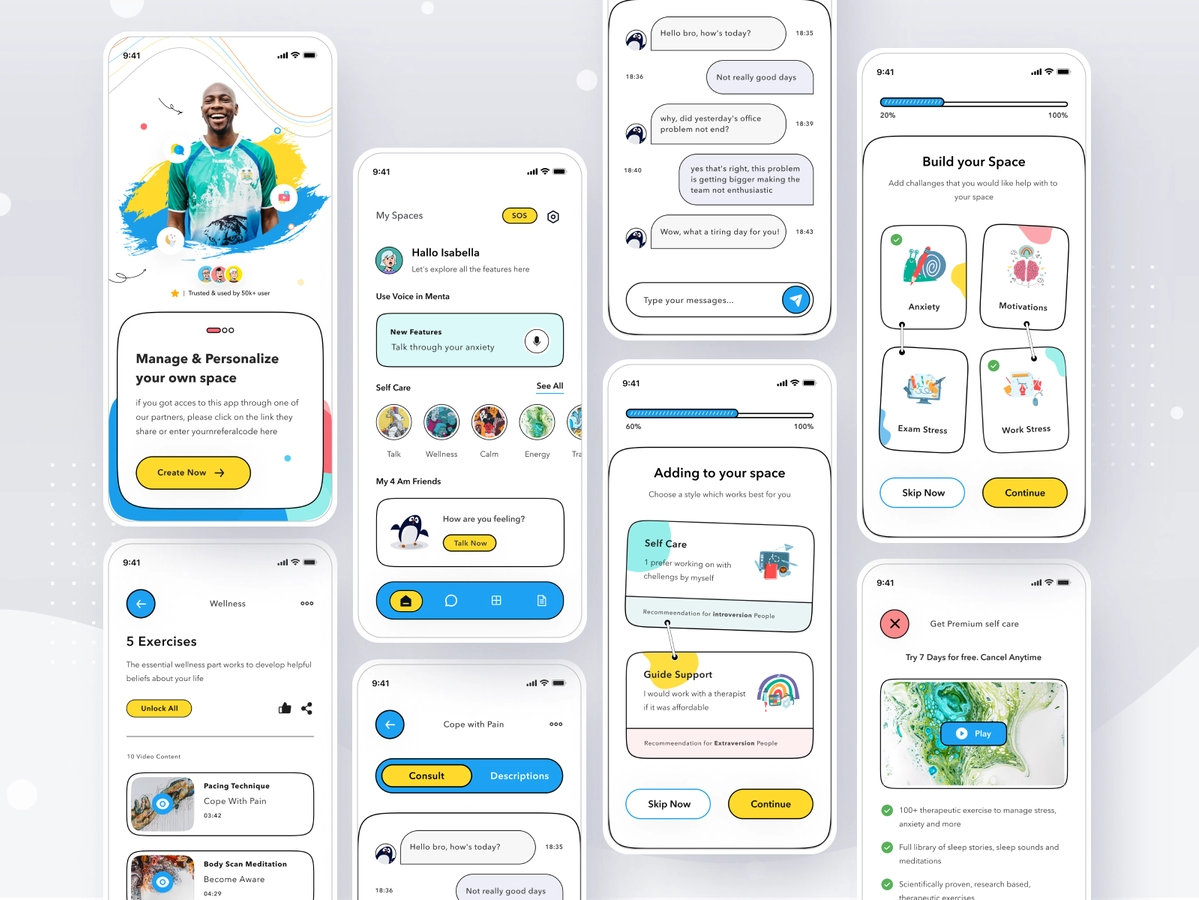 9:41
Trusted & used by 50k+ user
Manage & Personalize
your own space
if you got acces to this app through one of
our partners, please click on the link they
share or enter yournreferalcode here
Create Now
9:41
Wellness
5 Exercises
The essential wellness part works to develop helpful
beliefs about your life
Unlock All
10 Video Content
Pacing Technique
Cope With Pain
03:42
Body Scan Meditation
Become Aware
04:29
9:41
My Spaces
SOS
Hallo Isabella
Let's explore all the features here
Use Voice in Menta
New Features
Talk through your anxiety
Self Care
See All
Talk
Wellness
Calm
Energy
Tra
My 4 Am Friends
How are you feeling?
Talk Now
9:41
Cope with Pain
Consult
Descriptions
Hello bro, how's today?
18:35
18:36
Not really good days
Hello bro, how's today?
18:35
18:36
Not really good days
why, did yesterday's office
problem not end?
18:39
18:40
yes that's right, this problem
is getting bigger making the
team not enthusiastic
Wow, what a tiring day for you!
18:43
Type your messages...
9:41
60%
100%
Adding to your space
Choose a style which works best for you
Self Care
1 prefer working on with
chellengs by myself
Recommeendation for introversion People
Guide Support
I would work with a therapist
if it was affordable
Recommeendation for Extraversion People
Skip Now
Continue
9:41
20%
100%
Build your Space
Add challanges that you would like help with to
your space
Anxiety
Motivations
Exam Stress
Work Stress
Skip Now
Continue
9:41
Get Premium self care
Try 7 Days for free. Cancel Anytime
Play
100+ therapeutic exercise to manage stress,
anxiety and more
Full library of sleep stories, sleep sounds and
meditations
Scientifically proven, research based,
therapeutic exercises